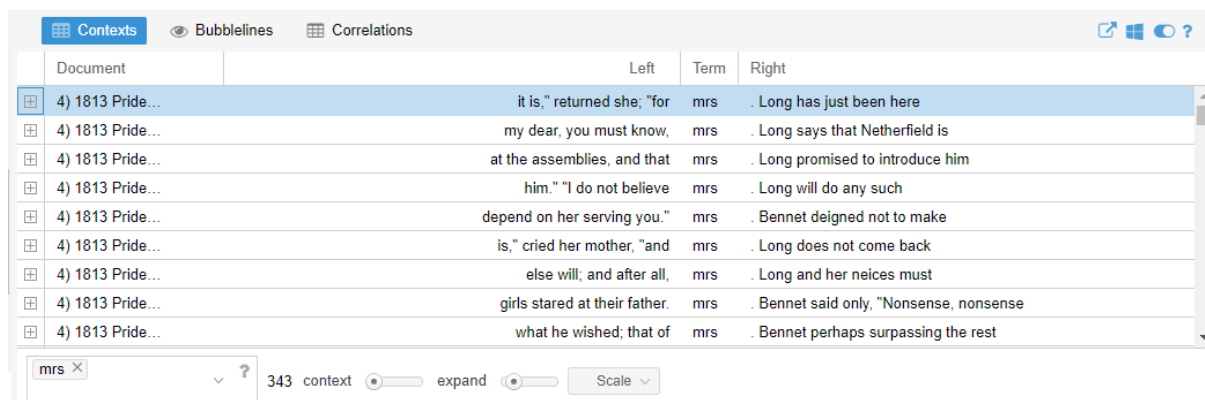 Contexts Bubblelines Correlations ?
Document Left Term Right
4) 1813 Pride... it is," returned she; "for mrs . Long has just been here
4) 1813 Pride... my dear, you must know, mrs . Long says that Netherfield is
4) 1813 Pride... at the assemblies, and that mrs . Long promised to introduce him
4) 1813 Pride... him." "I do not believe mrs . Long will do any such
4) 1813 Pride... depend on her serving you." mrs . Bennet deigned not to make
4) 1813 Pride... is," cried her mother, "and mrs . Long does not come back
4) 1813 Pride... else will; and after all, mrs . Long and her neices must
4) 1813 Pride... girls stared at their father. mrs . Bennet said only, "Nonsense, nonsense
4) 1813 Pride... what he wished; that of mrs . Bennet perhaps surpassing the rest
mrs × ? 343 context expand Scale